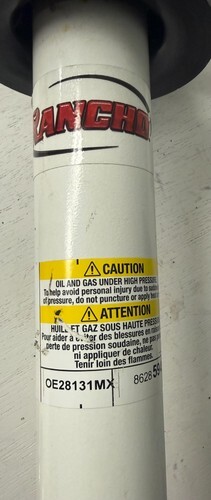 RANCHO
CAUTION
OIL AND GAS UNDER HIGH PRESSURE
To help avoid personal injury due to
of pressure, do not puncture or apply
ATTENTION
HUILE ET GAZ SOUS HAUTE
Pour aider à éviter des blessures en
perte de pression soudaine, ne pas
ni appliquer de chaleur.
Tenir loin des flammes.
OE28131MX
8628